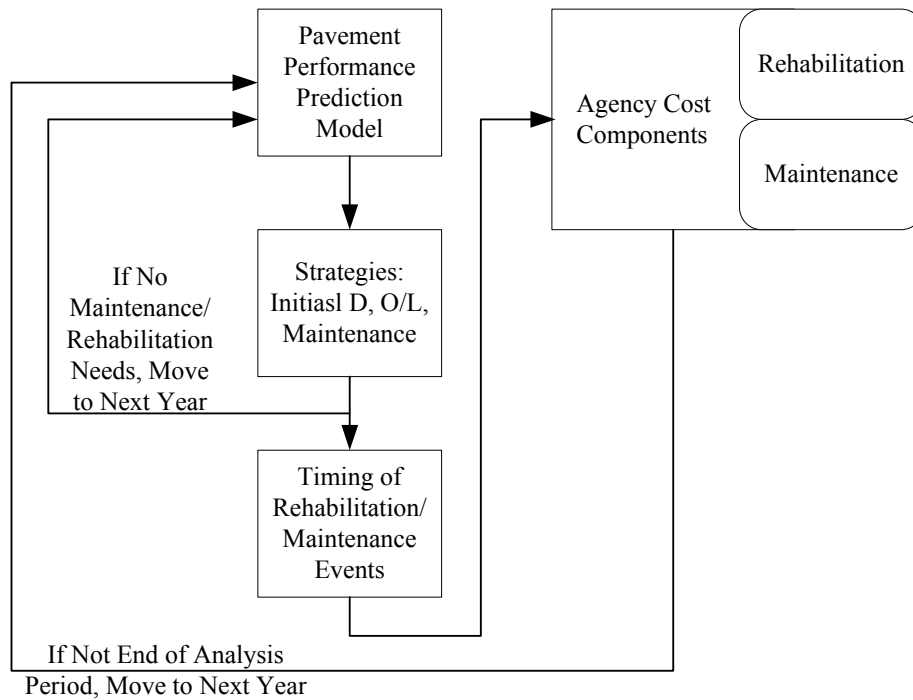 Pavement
Performance
Prediction
Model
Strategies:
Initiasl D, O/L,
Maintenance
If No
Maintenance/
Rehabilitation
Needs, Move
to Next Year
Timing of
Rehabilitation/
Maintenance
Events
If Not End of Analysis
Period, Move to Next Year
Agency Cost
Components
Rehabilitation
Maintenance